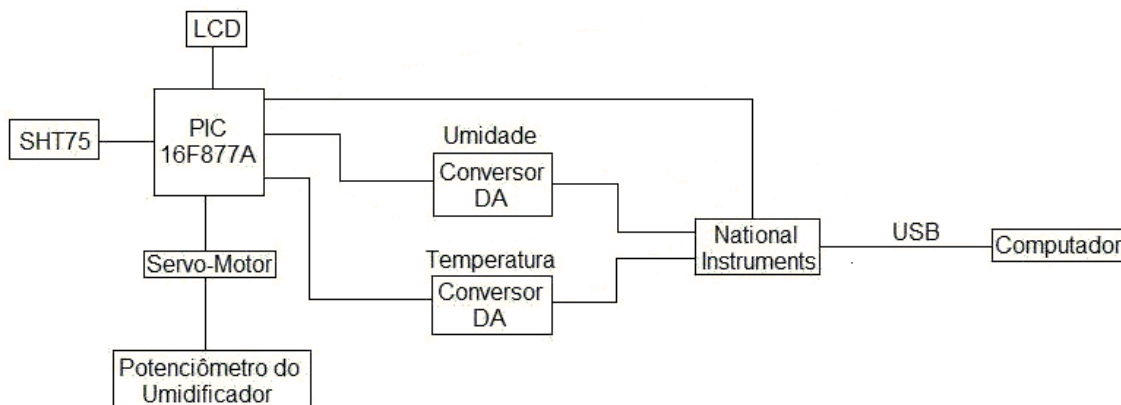 LCD
PIC
16F877A
SHT75
Umidade
Conversor
DA
National
Instruments
USB
Computador
Servo-Motor
Temperatura
Conversor
DA
Potenciômetro do
Umidificador